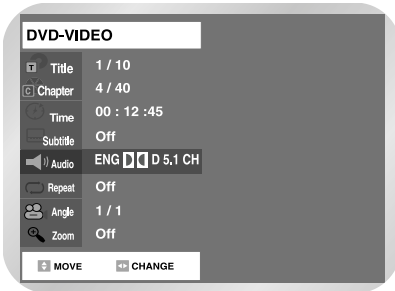 DVD-VIDEO
T Title 1 / 10
C Chapter 4 / 40
Time 00 : 12 :45
Subtitle Off
Audio ENG D 5.1 CH
Repeat Off
Angle 1 / 1
Zoom Off
MOVE CHANGE